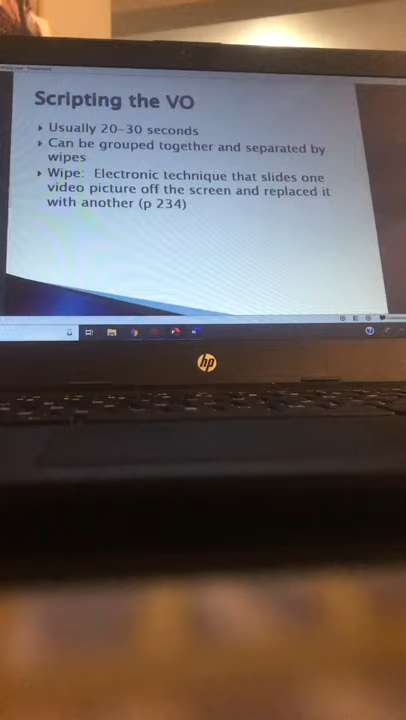 Scripting the VO
Usually 20-30 seconds
Can be grouped together and separated by
wipes
Wipe: Electronic technique that slides one
video picture off the screen and replaced it
with another (p 234)
hp